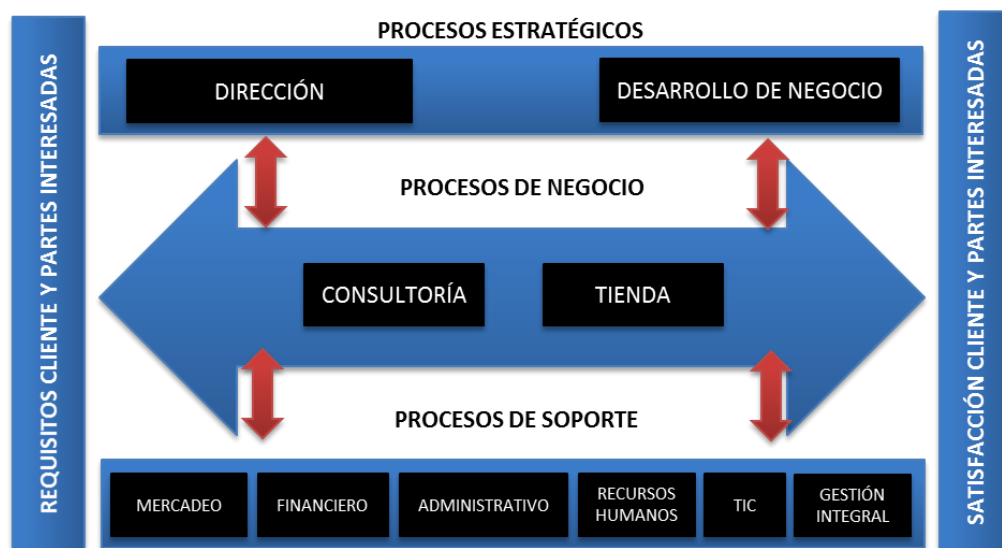 REQUISITOS CLIENTE Y PARTES INTERESADAS
PROCESOS ESTRATÉGICOS
DIRECCIÓN
DESARROLLO DE NEGOCIO
PROCESOS DE NEGOCIO
CONSULTORÍA
TIENDA
PROCESOS DE SOPORTE
MERCADEO
FINANCIERO
ADMINISTRATIVO
RECURSOS
HUMANOS
TIC
GESTIÓN
INTEGRAL
SATISFACCIÓN CLIENTE Y PARTES INTERESADAS